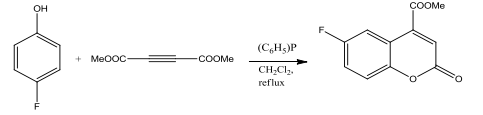 OH
F
+
MeOOC
COOMe
(C6H5)P
CH2Cl2,
reflux
COOMe
F
O
O